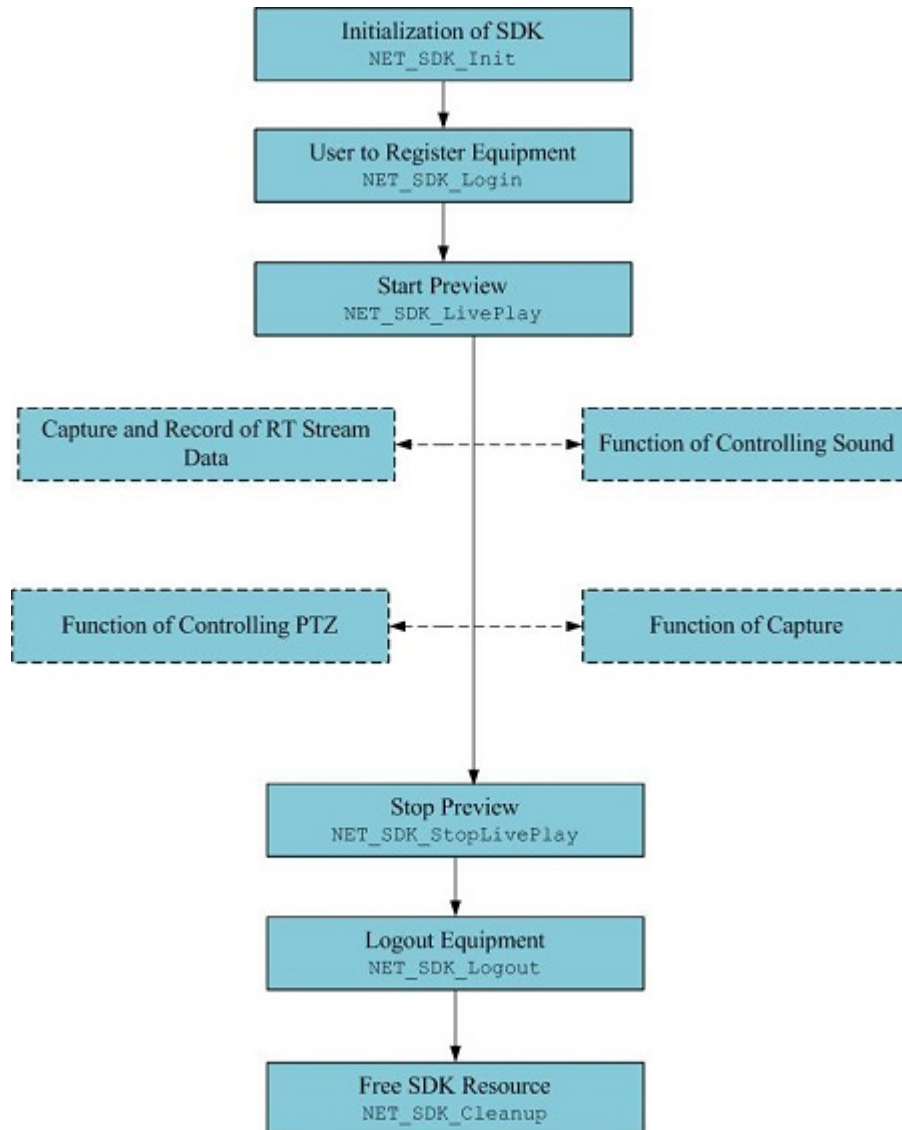 Initialization of SDK
NET_SDK_Init
User to Register Equipment
NET_SDK_Login
Start Preview
NET_SDK_LivePlay
Capture and Record of RT Stream
Data
Function of Controlling Sound
Function of Controlling PTZ
Function of Capture
Stop Preview
NET_SDK_StopLivePlay
Logout Equipment
NET_SDK_Logout
Free SDK Resource
NET_SDK_Cleanup